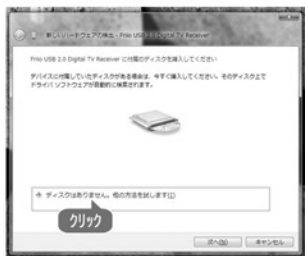 新しいハードウェアの検出 - Friio USB 2.0 Digital TV Receiver
Friio USB 2.0 Digital TV Receiver に付属のディスクを挿入してください
デバイスに付属していたディスクがある場合は、今すぐ挿入してください。そのディスク上で
ドライバ ソフトウェアが自動的に検索されます。
ディスクはありません。他の方法を試します(I)
クリック
次へ(N)
キャンセル